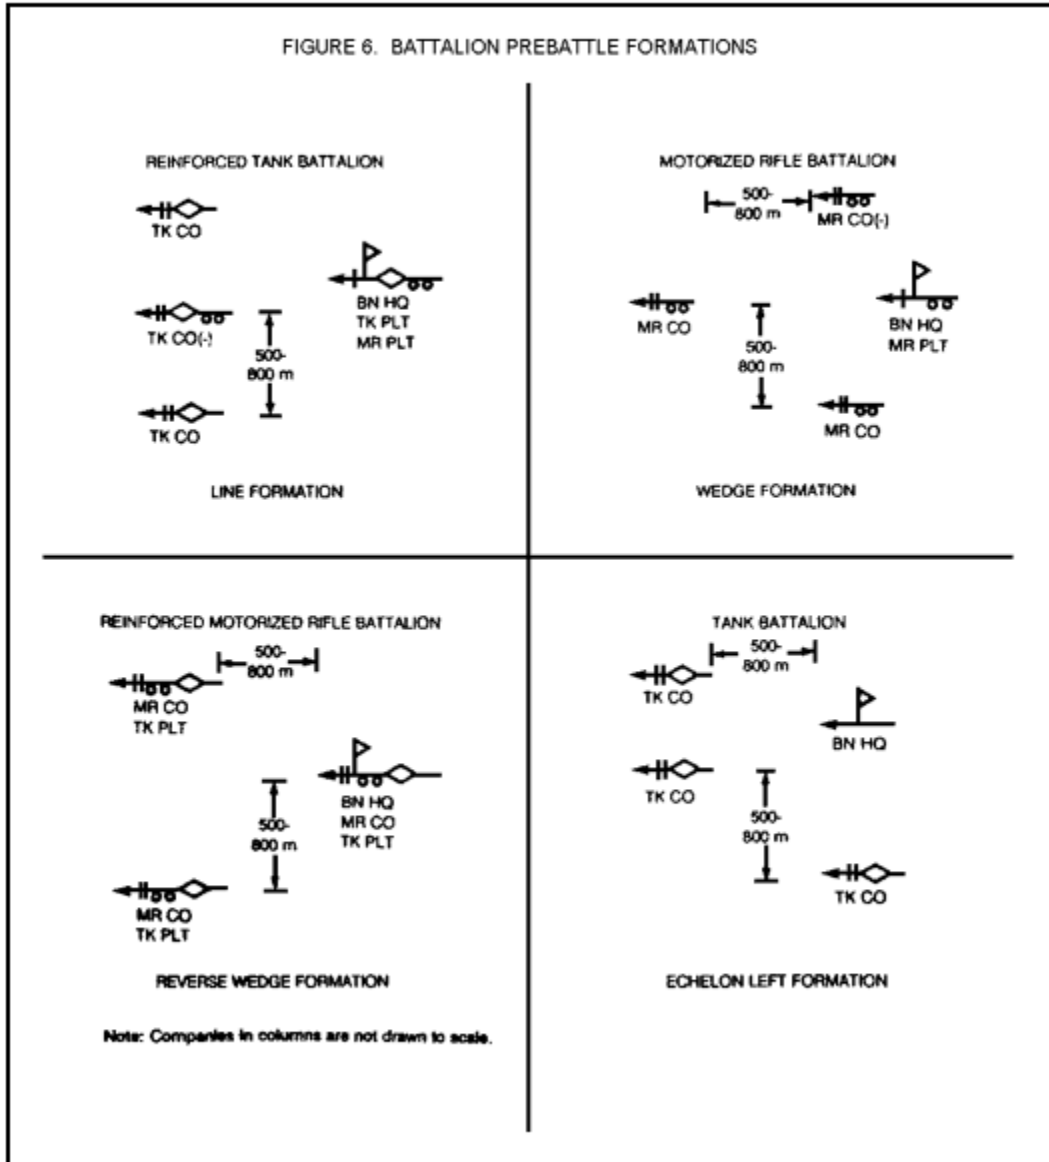 FIGURE 6. BATTALION PREBATTLE FORMATIONS
REINFORCED TANK BATTALION
TK CO
BN HQ
TK PLT
MR PLT
TK CO(-)
500-
800 m
TK CO
LINE FORMATION
MOTORIZED RIFLE BATTALION
500-
800 m
MR CO(-)
MR CO
BN HQ
MR PLT
500-
800 m
MR CO
WEDGE FORMATION
REINFORCED MOTORIZED RIFLE BATTALION
500-
800 m
MR CO
TK PLT
BN HQ
MR CO
TK PLT
500-
800 m
MR CO
TK PLT
REVERSE WEDGE FORMATION
Note: Companies in columns are not drawn to scale.
TANK BATTALION
500-
800 m
TK CO
BN HQ
TK CO
500-
800 m
TK CO
ECHELON LEFT FORMATION